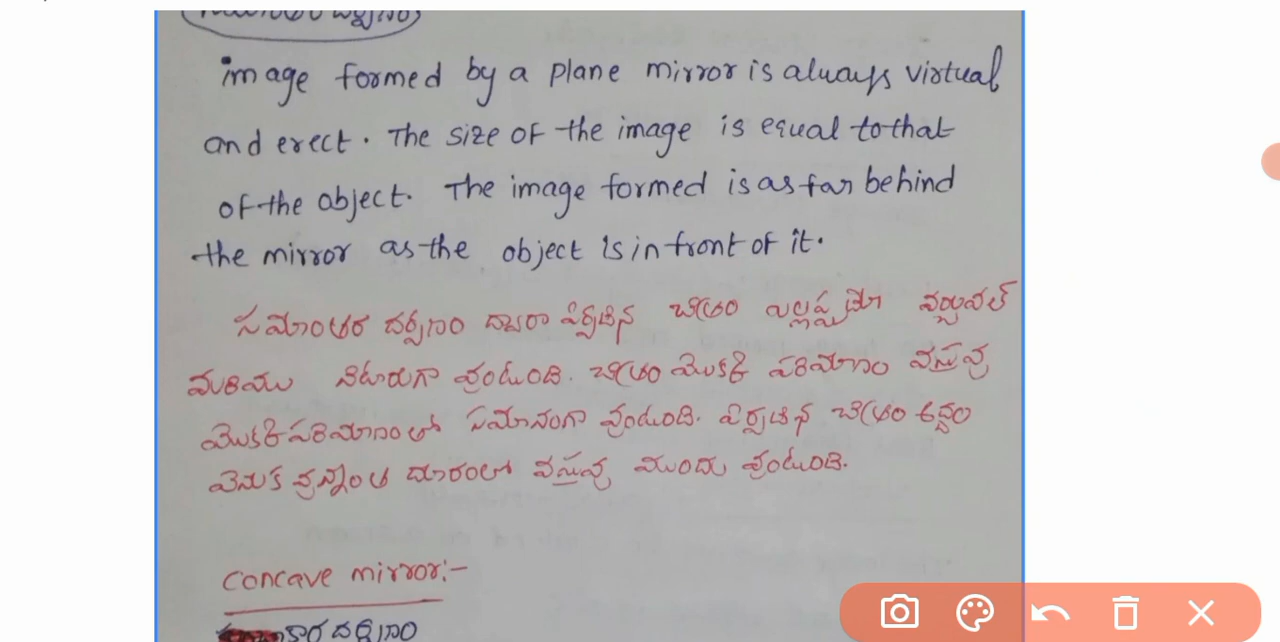 image formed by a plane mirror is always virtual
and erect. The size of the image is equal to that
of the object. The image formed is as far behind
the mirror as the object is in front of it.
సమాంతర దర్పణం ద్వారా ఏర్పడిన చిత్రం ఎల్లప్పుడూ వర్చువల్
మరియు నిటారుగా వుంటుంది. చిత్రం యొక్క పరిమాణం వస్తువు
యొక్క పరిమాణంతో సమానంగా వుంటుంది. ఏర్పడిన చిత్రం అద్దం
వెనుక వున్నంత దూరంలో వస్తువు ముందు వుంటుంది.
concave mirror:-
దర్పణం